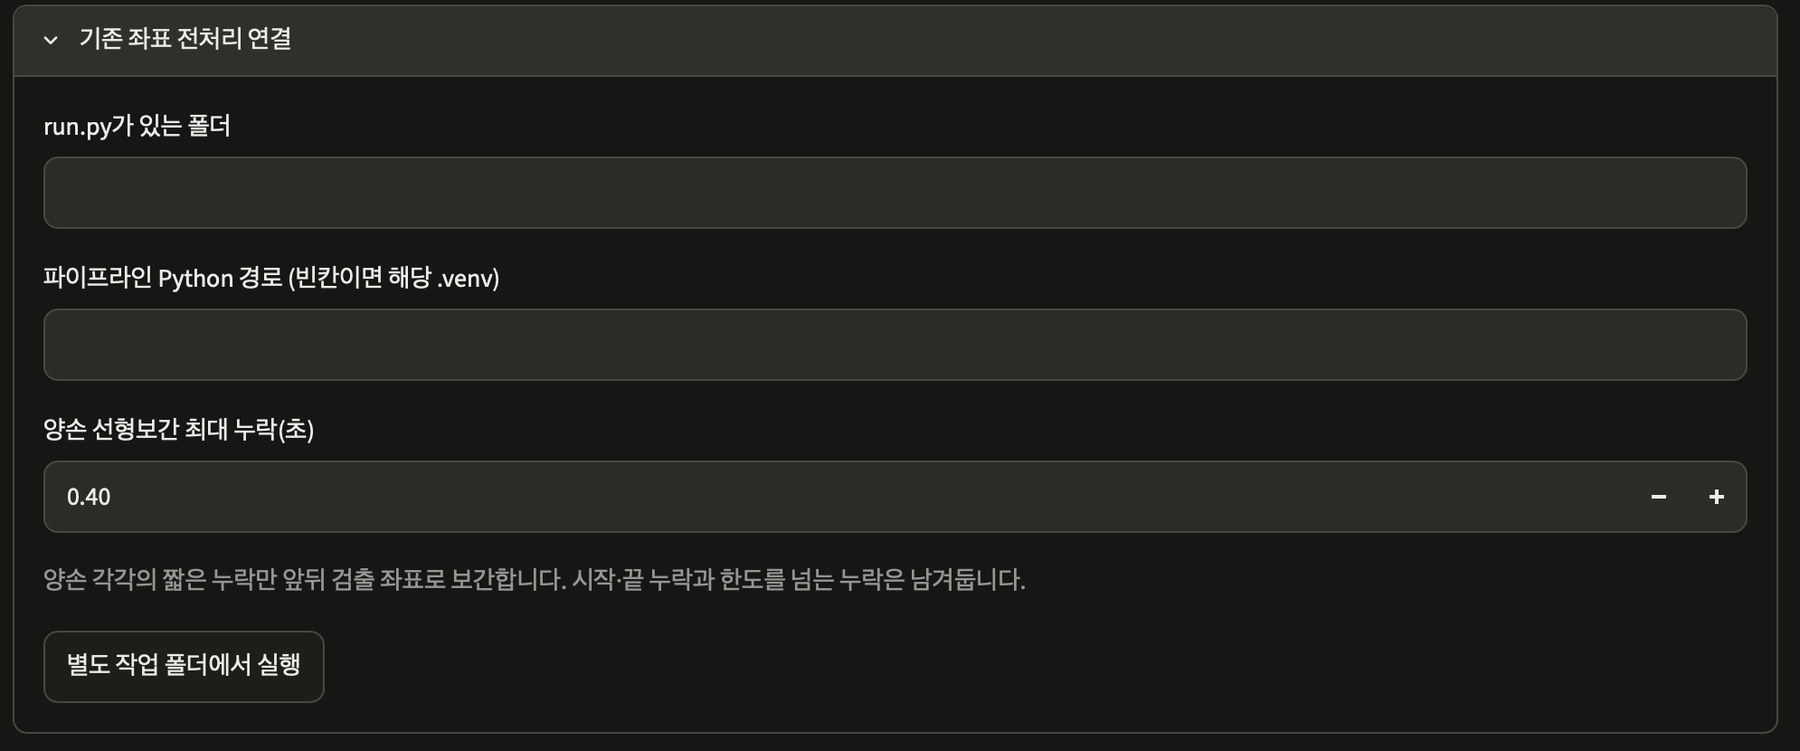 기존 좌표 전처리 연결
run.py가 있는 폴더
파이프라인 Python 경로 (빈칸이면 해당 .venv)
양손 선형보간 최대 누락(초)
0.40
양손 각각의 짧은 누락만 앞뒤 검출 좌표로 보간합니다. 시작·끝 누락과 한도를 넘는 누락은 남겨둡니다.
별도 작업 폴더에서 실행